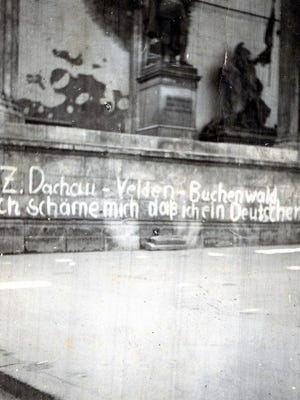 Z. Dachau - Velden - Buchenwald
ch schäme mich daß ich ein Deutscher